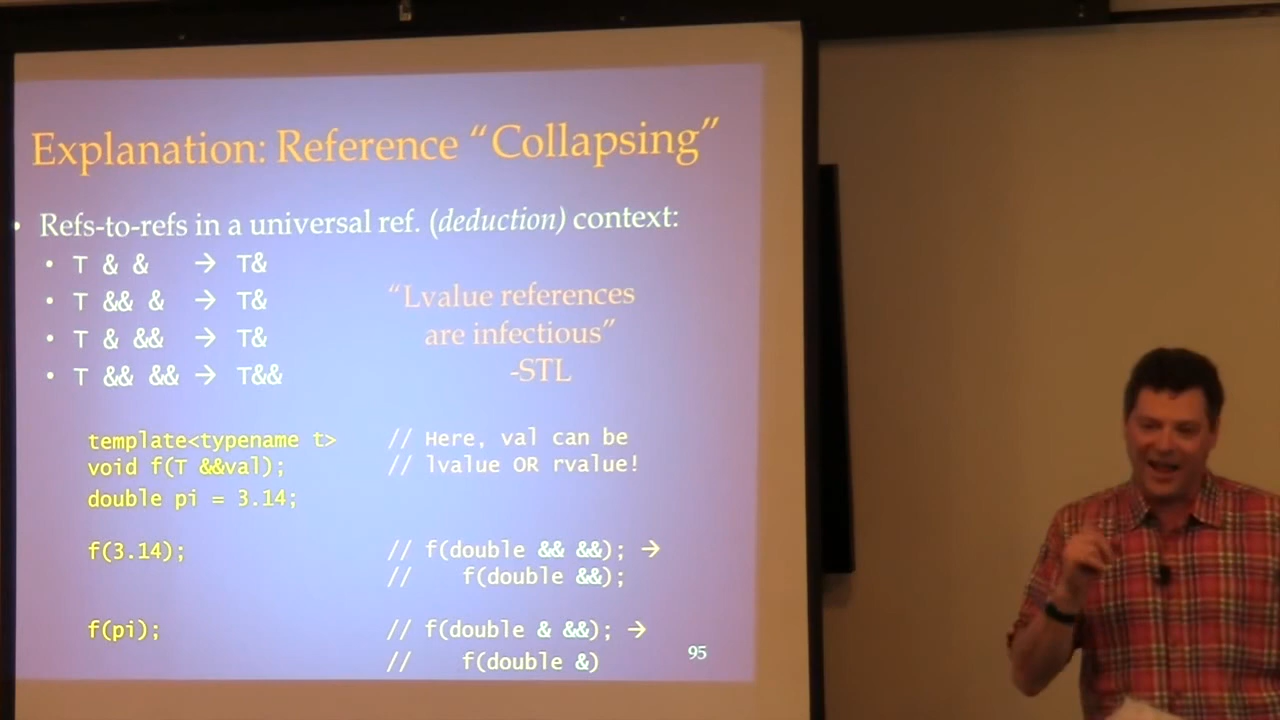 Explanation: Reference “Collapsing”
• Refs-to-refs in a universal ref. (deduction) context:
• T & & → T&
• T && & → T&
• T & && → T&
• T && && → T&&
“Lvalue references
are infectious”
-STL
template<typename t> // Here, val can be
void f(T &&val); // lvalue OR rvalue!
double pi = 3.14;
f(3.14); // f(double && &&); →
// f(double &&);
f(pi); // f(double & &&); →
// f(double &)
95